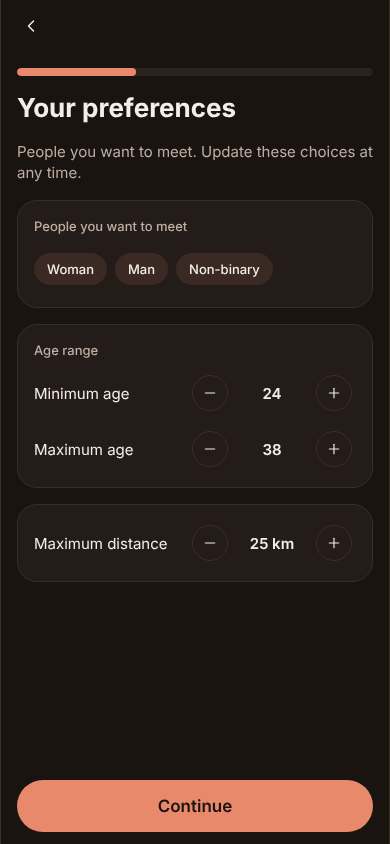 Your preferences
People you want to meet. Update these choices at
any time.
People you want to meet
Woman Man Non-binary
Age range
Minimum age − 24 +
Maximum age − 38 +
Maximum distance − 25 km +
Continue